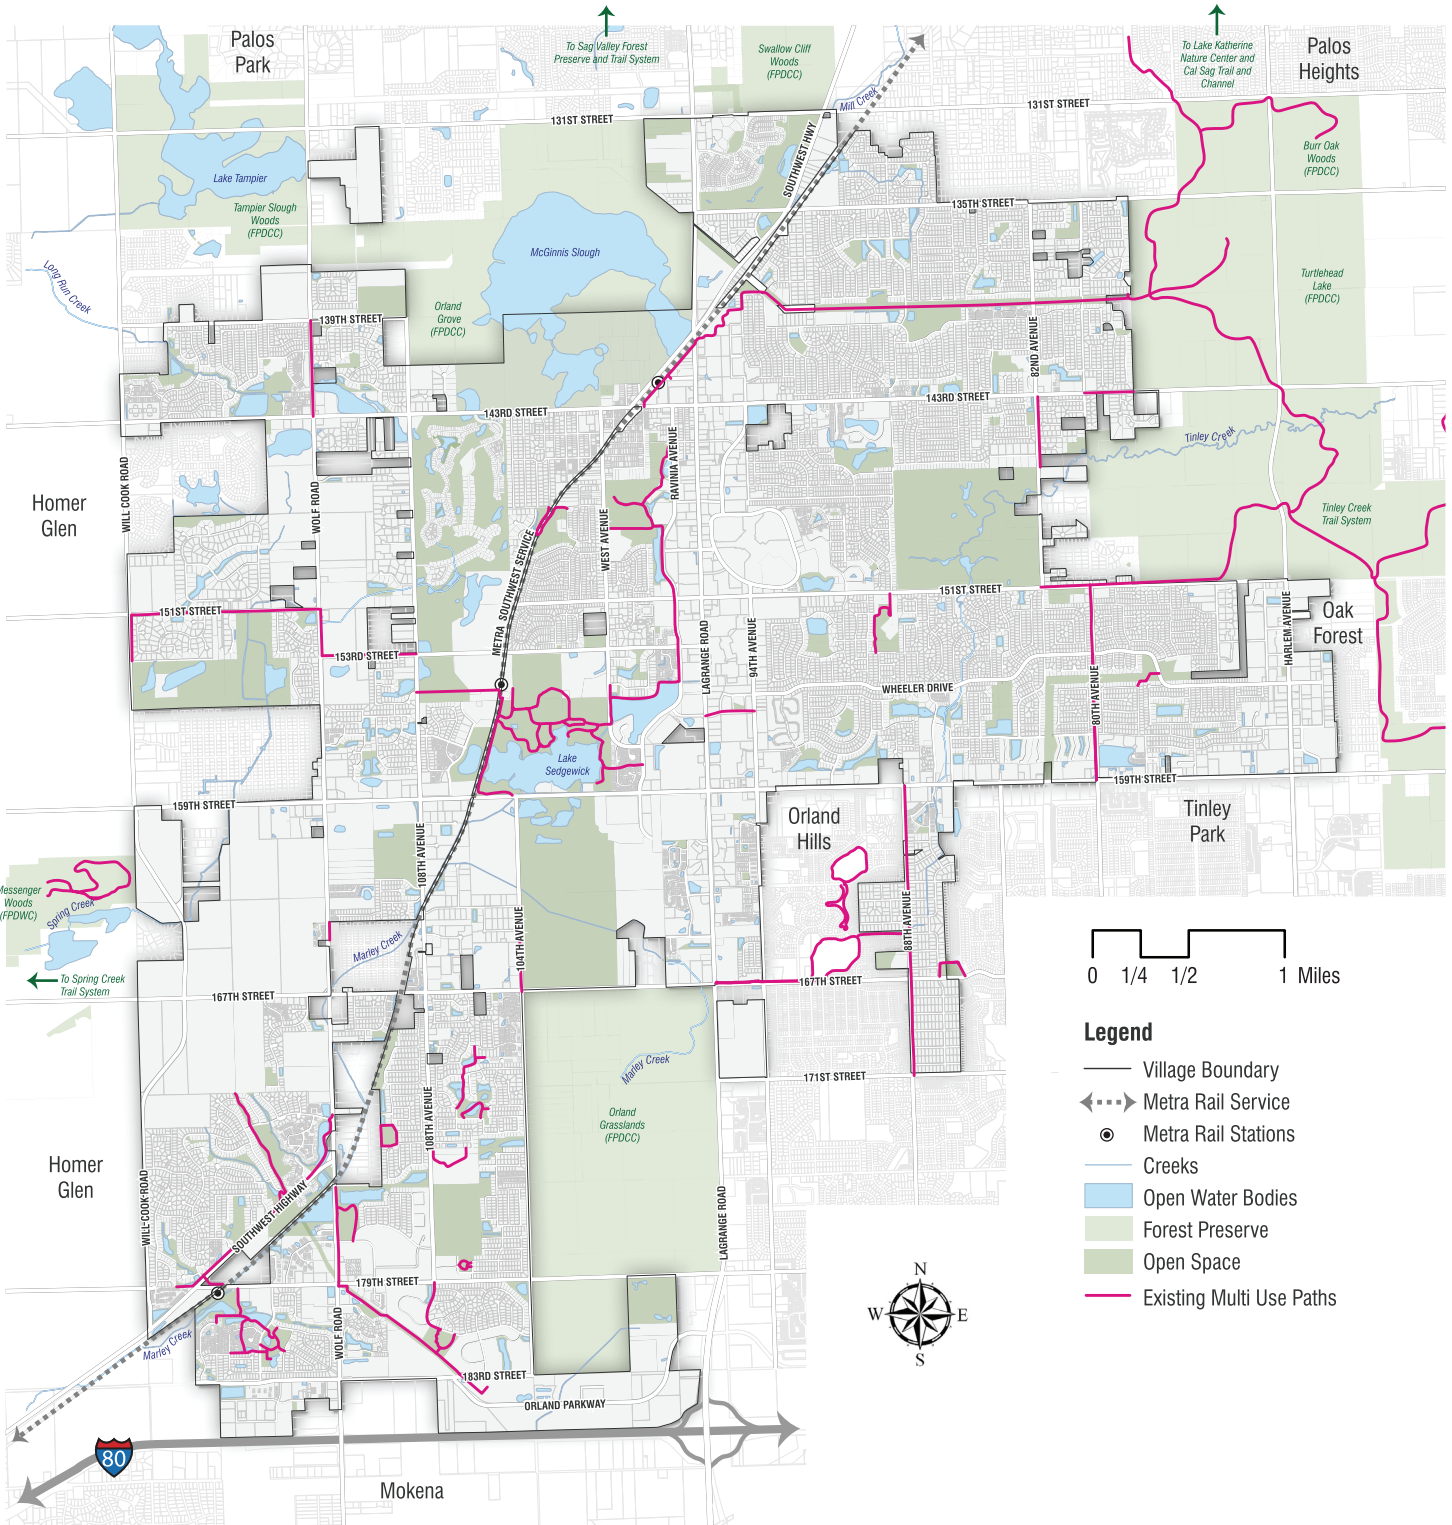 Palos
Park
To Sag Valley Forest
Preserve and Trail System
Swallow Cliff
Woods
(FPDCC)
To Lake Katherine
Nature Center and
Cal Sag Trail and
Channel
Palos
Heights
Mill Creek
131ST STREET
131ST STREET
SOUTHWEST HWY
Burr Oak
Woods
(FPDCC)
Lake Tampier
Tampier Slough
Woods
(FPDCC)
135TH STREET
McGinnis Slough
Long Run Creek
Turtlehead
Lake
(FPDCC)
Orland
Grove
(FPDCC)
139TH STREET
82ND AVENUE
143RD STREET
143RD STREET
Tinley Creek
RAVINIA AVENUE
WILL COOK ROAD
WOLF ROAD
Homer
Glen
WEST AVENUE
METRA SOUTHWEST SERVICE
Tinley Creek
Trail System
151ST STREET
151ST STREET
HARLEM AVENUE
Oak
Forest
LAGRANGE ROAD
94TH AVENUE
153RD STREET
WHEELER DRIVE
80TH AVENUE
Lake
Sedgewick
159TH STREET
159TH STREET
Orland
Hills
Tinley
Park
108TH AVENUE
Messenger
Woods
(FPDWC)
Spring Creek
104TH AVENUE
88TH AVENUE
Marley Creek
To Spring Creek
Trail System
167TH STREET
167TH STREET
0 1/4 1/2 1 Miles
Legend
Village Boundary
Metra Rail Service
Metra Rail Stations
Creeks
Open Water Bodies
Forest Preserve
Open Space
Existing Multi Use Paths
Marley Creek
171ST STREET
108TH AVENUE
Orland
Grasslands
(FPDCC)
Homer
Glen
WILL-COOK-ROAD
SOUTHWEST-HIGHWAY
LAGRANGE ROAD
179TH STREET
N
W E
S
WOLF ROAD
Marley Creek
183RD STREET
ORLAND PARKWAY
80
Mokena